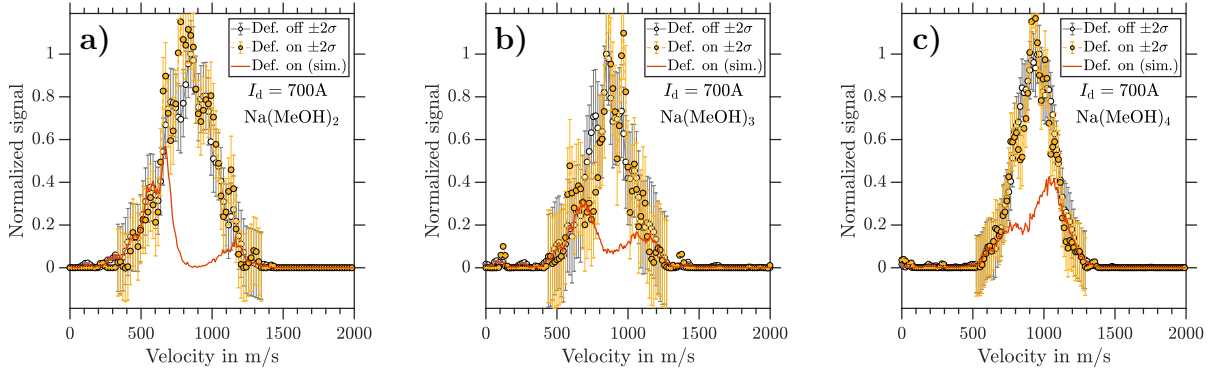 a)
Def. off ±2σ
Def. on ±2σ
Def. on (sim.)
I_d = 700A
Na(MeOH)₂
Normalized signal
1
0.8
0.6
0.4
0.2
0
0 500 1000 1500 2000
Velocity in m/s
b)
Def. off ±2σ
Def. on ±2σ
Def. on (sim.)
I_d = 700A
Na(MeOH)₃
Normalized signal
1
0.8
0.6
0.4
0.2
0
0 500 1000 1500 2000
Velocity in m/s
c)
Def. off ±2σ
Def. on ±2σ
Def. on (sim.)
I_d = 700A
Na(MeOH)₄
Normalized signal
1
0.8
0.6
0.4
0.2
0
0 500 1000 1500 2000
Velocity in m/s